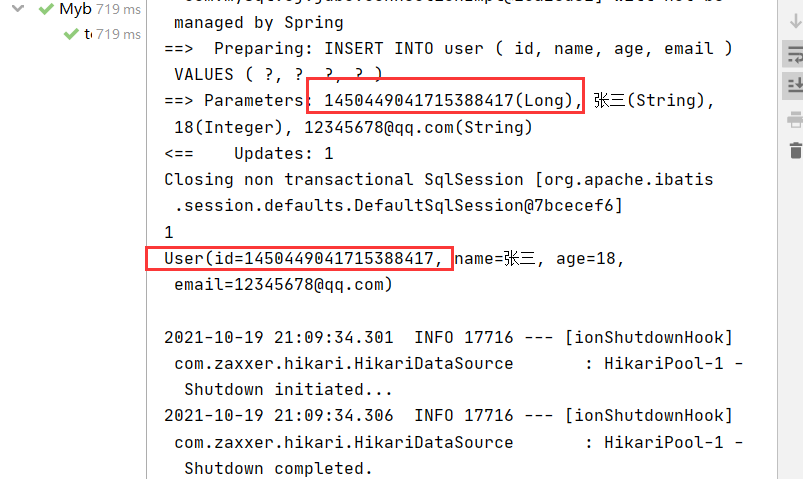 Myb 719 ms
te 719 ms
managed by Spring
==>  Preparing: INSERT INTO user ( id, name, age, email )
VALUES ( ?, ?, ?, ? )
==> Parameters: 1450449041715388417(Long), 张三(String),
18(Integer), 12345678@qq.com(String)
<==    Updates: 1
Closing non transactional SqlSession [org.apache.ibatis
.session.defaults.DefaultSqlSession@7bcecef6]
1
User(id=1450449041715388417, name=张三, age=18,
email=12345678@qq.com)
2021-10-19 21:09:34.301  INFO 17716 --- [ionShutdownHook]
com.zaxxer.hikari.HikariDataSource       : HikariPool-1 -
Shutdown initiated...
2021-10-19 21:09:34.306  INFO 17716 --- [ionShutdownHook]
com.zaxxer.hikari.HikariDataSource       : HikariPool-1 -
Shutdown completed.